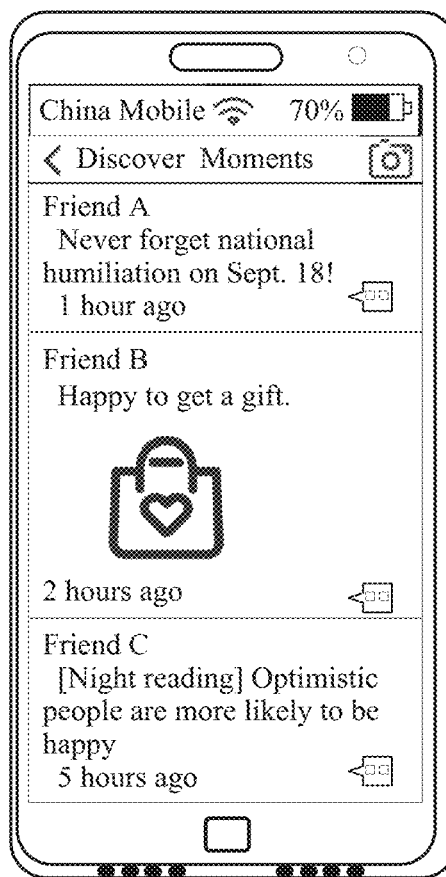 China Mobile 70%
Discover Moments
Friend A
Never forget national
humiliation on Sept. 18!
1 hour ago
Friend B
Happy to get a gift.
2 hours ago
Friend C
[Night reading] Optimistic
people are more likely to be
happy
5 hours ago